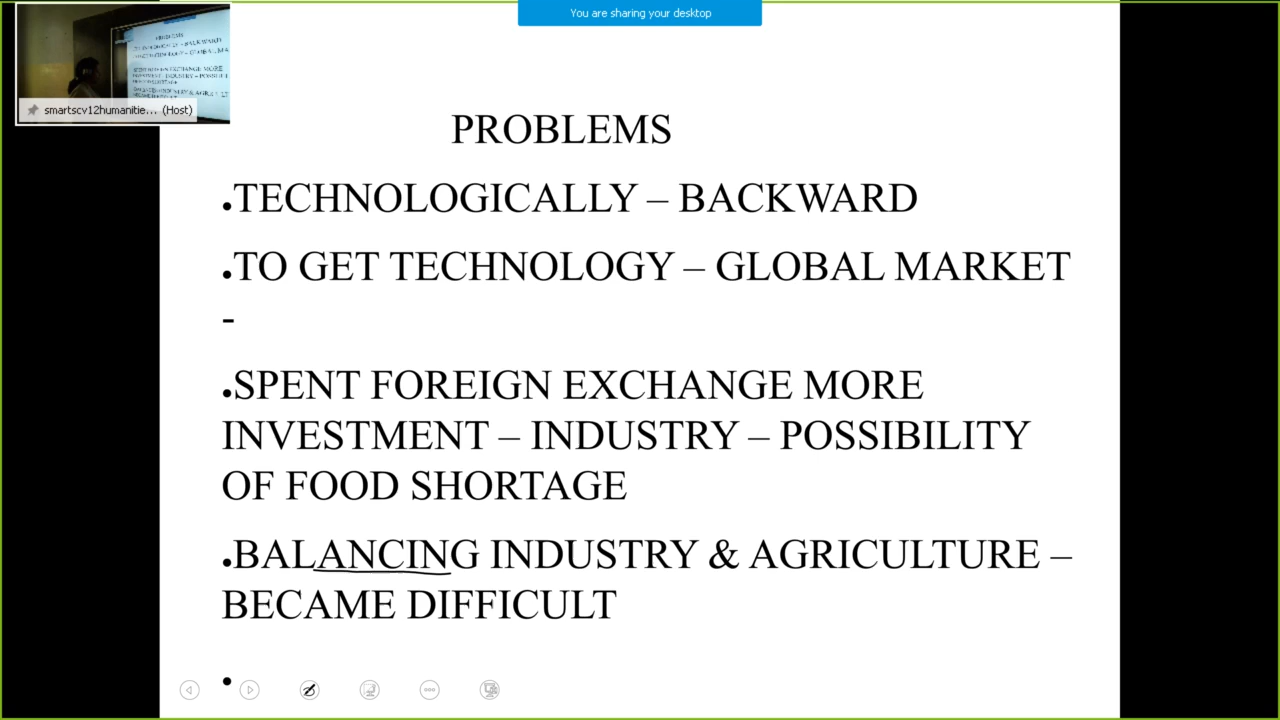 You are sharing your desktop
smartscv12humanitie... (Host)
PROBLEMS
•TECHNOLOGICALLY – BACKWARD
•TO GET TECHNOLOGY – GLOBAL MARKET
-
•SPENT FOREIGN EXCHANGE MORE
INVESTMENT – INDUSTRY – POSSIBILITY
OF FOOD SHORTAGE
•BALANCING INDUSTRY & AGRICULTURE –
BECAME DIFFICULT
•